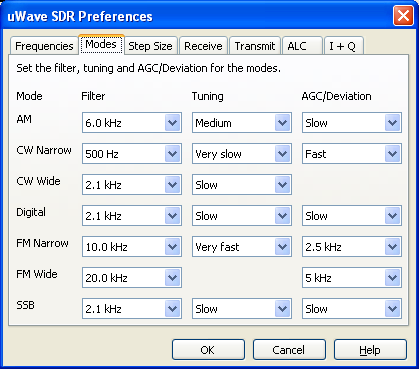 uWave SDR Preferences
Frequencies Modes Step Size Receive Transmit ALC I + Q
Set the filter, tuning and AGC/Deviation for the modes.
Mode Filter Tuning AGC/Deviation
AM 6.0 kHz Medium Slow
CW Narrow 500 Hz Very slow Fast
CW Wide 2.1 kHz Slow
Digital 2.1 kHz Slow Slow
FM Narrow 10.0 kHz Very fast 2.5 kHz
FM Wide 20.0 kHz 5 kHz
SSB 2.1 kHz Slow Slow
OK Cancel Help